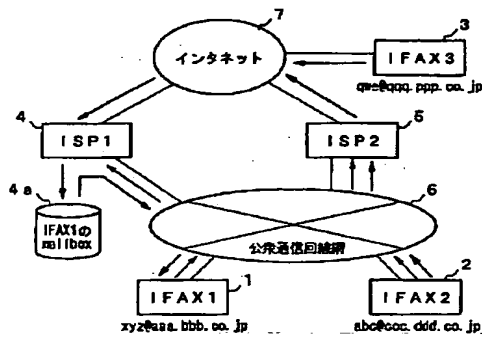 7
インタネット
3
IFAX3
qwe@qqq.ppp.co.jp
4
ISP1
5
ISP2
4a
IFAX1の
mailbox
6
公衆通信回線網
1
IFAX1
xyz@aaa.bbb.co.jp
2
IFAX2
abc@ccc.ddd.co.jp